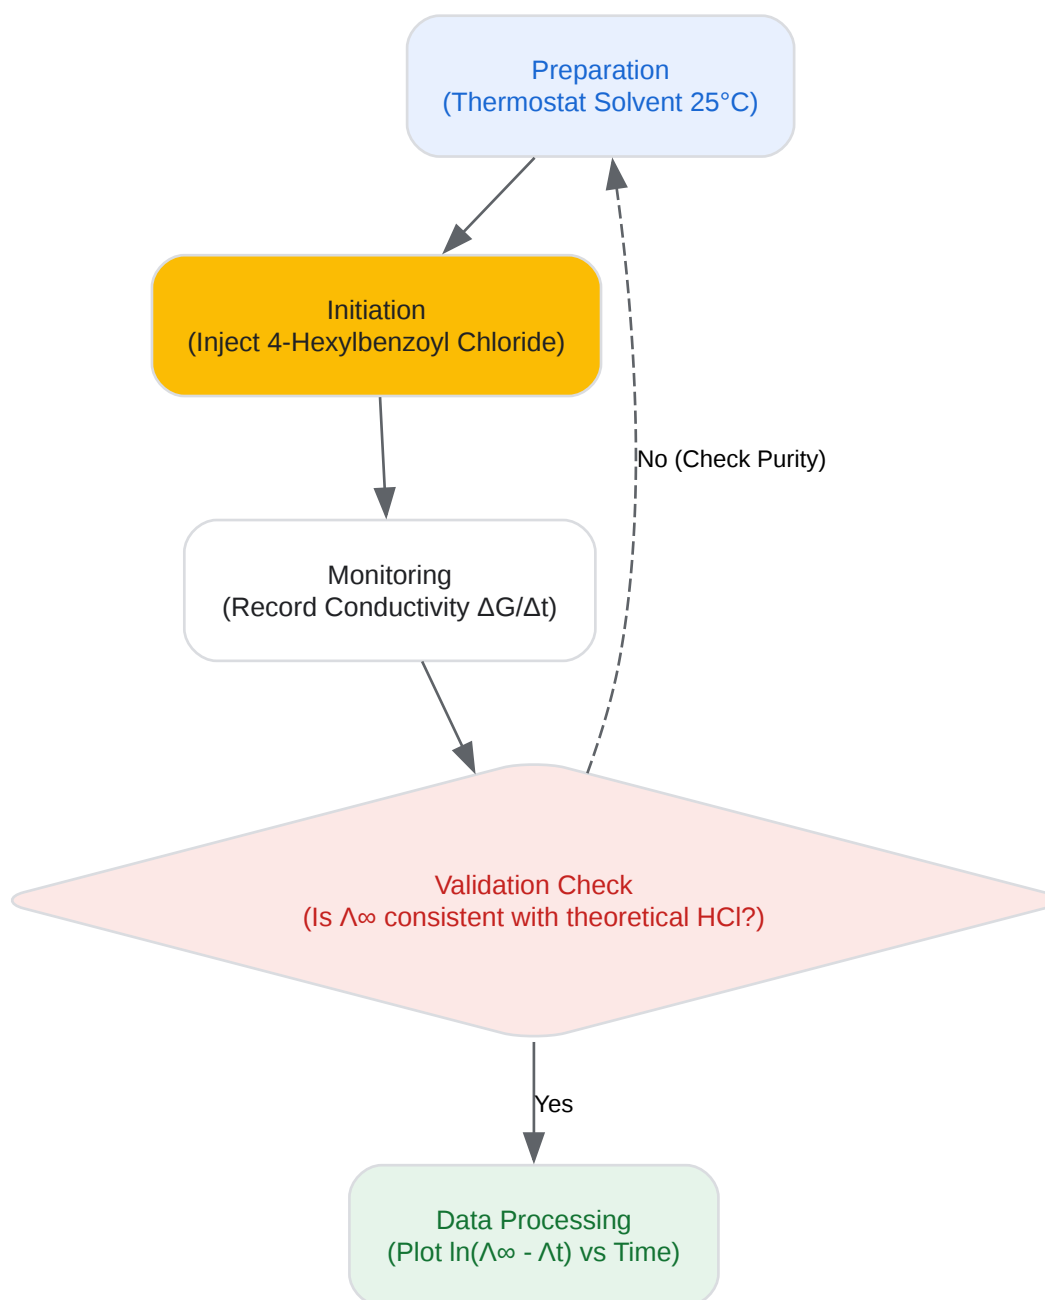 Preparation
(Thermostat Solvent 25°C)
Initiation
(Inject 4-Hexylbenzoyl Chloride)
No (Check Purity)
Monitoring
(Record Conductivity ΔG/Δt)
Validation Check
(Is Λ∞ consistent with theoretical HCl?)
Yes
Data Processing
(Plot ln(Λ∞ - Λt) vs Time)